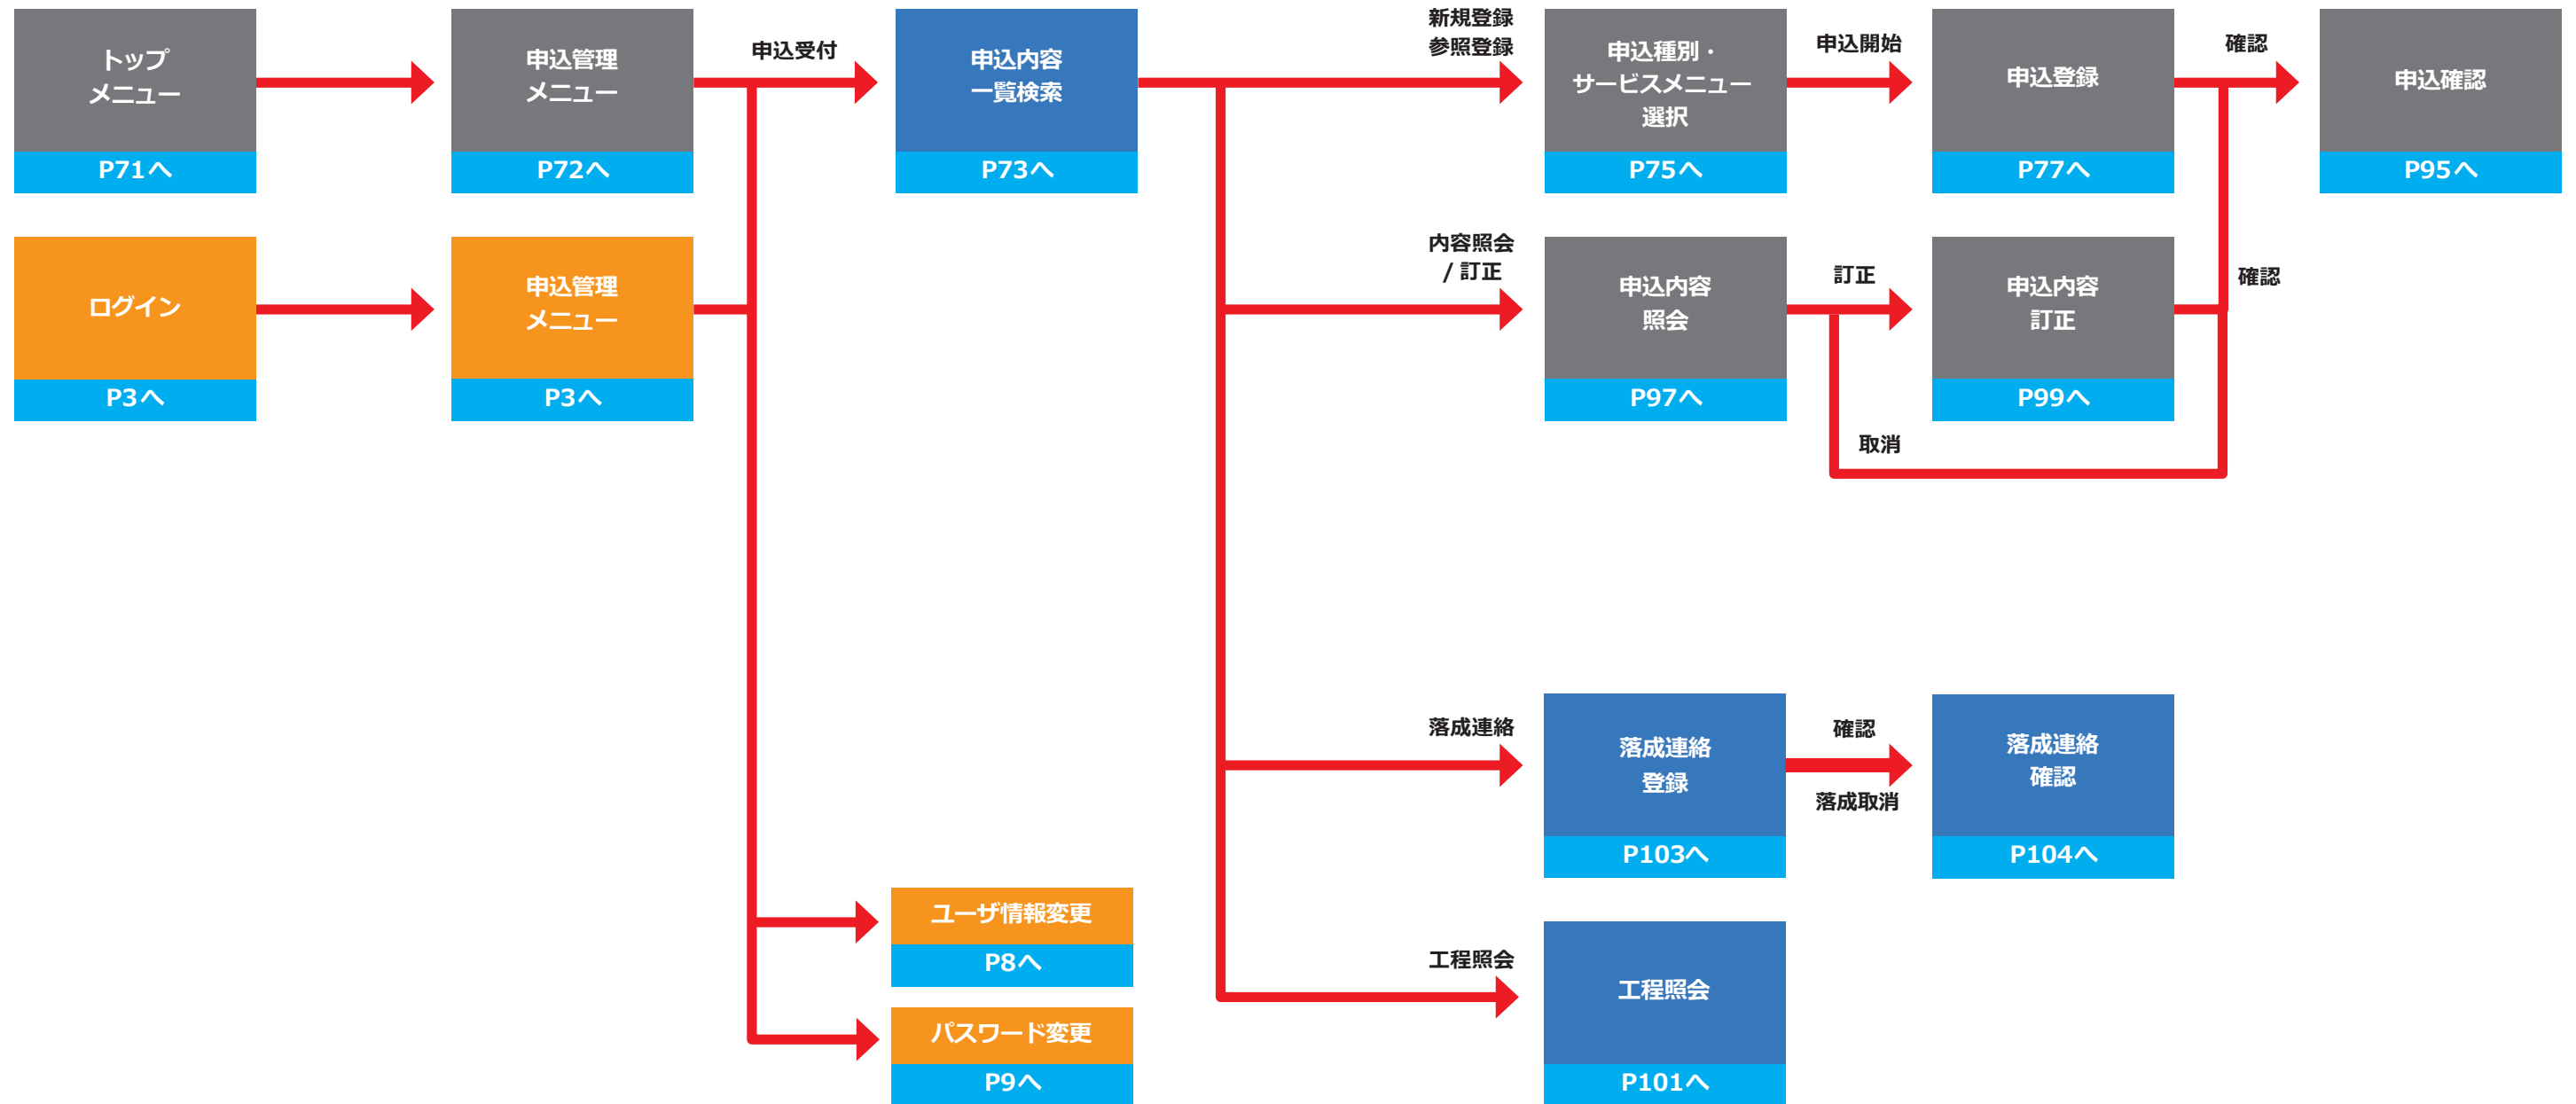 トップ
メニュー
P71へ
申込管理
メニュー
P72へ
申込受付
申込内容
一覧検索
P73へ
新規登録
参照登録
申込種別・
サービスメニュー
選択
P75へ
申込開始
申込登録
P77へ
確認
申込確認
P95へ
ログイン
P3へ
申込管理
メニュー
P3へ
内容照会
/ 訂正
申込内容
照会
P97へ
訂正
申込内容
訂正
P99へ
確認
取消
落成連絡
落成連絡
登録
P103へ
確認
落成取消
落成連絡
確認
P104へ
ユーザ情報変更
P8へ
工程照会
工程照会
P101へ
パスワード変更
P9へ